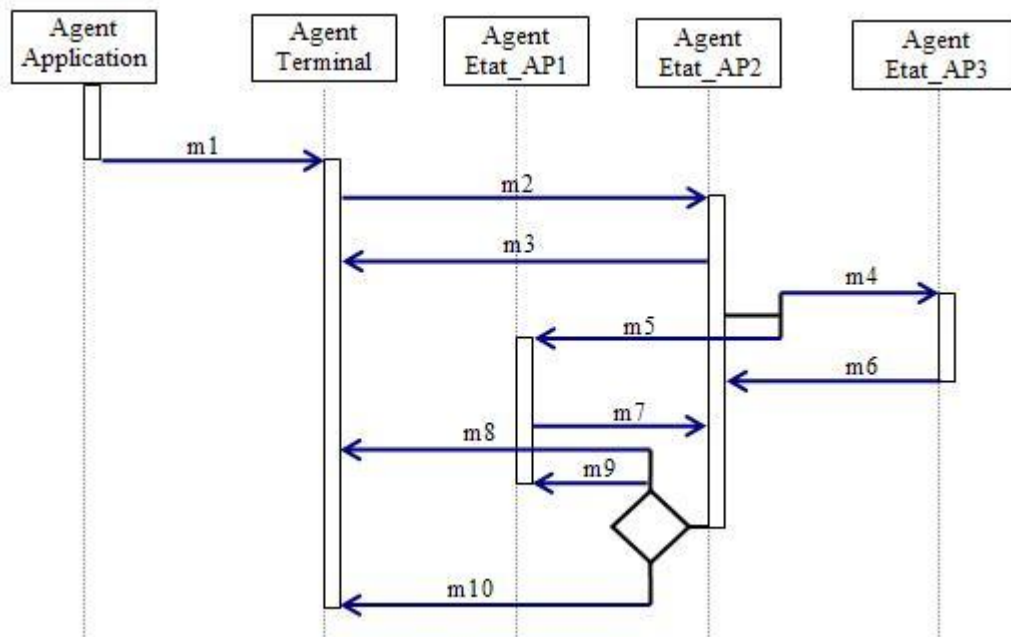 Agent
Application
Agent
Terminal
Agent
Etat_AP1
Agent
Etat_AP2
Agent
Etat_AP3
m1
m2
m3
m4
m5
m6
m7
m8
m9
m10